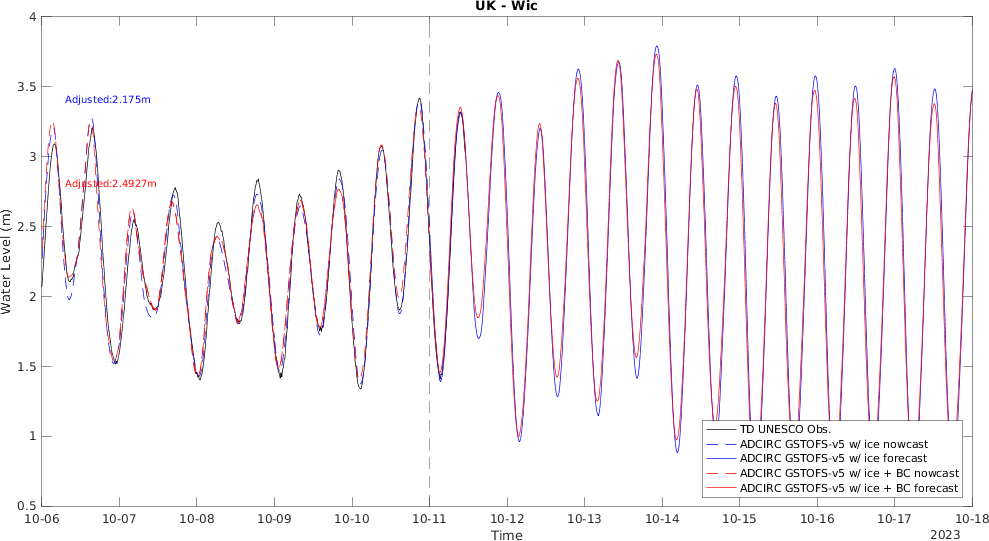 UK - Wic
4
3.5
3
2.5
2
1.5
1
0.5
Water Level (m)
Adjusted:2.175m
Adjusted:2.4927m
TD UNESCO Obs.
ADCIRC GSTOFS-v5 w/ ice nowcast
ADCIRC GSTOFS-v5 w/ ice forecast
ADCIRC GSTOFS-v5 w/ ice + BC nowcast
ADCIRC GSTOFS-v5 w/ ice + BC forecast
10-06 10-07 10-08 10-09 10-10 10-11 10-12 10-13 10-14 10-15 10-16 10-17 10-18
Time
2023